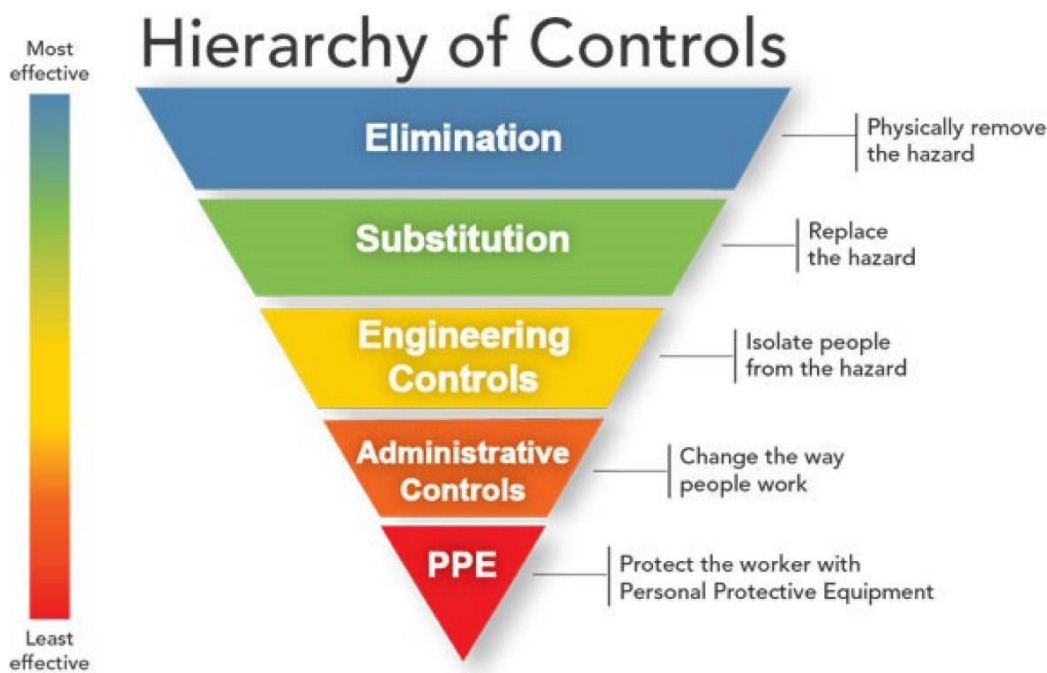 Hierarchy of Controls
Most
effective
Elimination
Physically remove
the hazard
Substitution
Replace
the hazard
Engineering
Controls
Isolate people
from the hazard
Administrative
Controls
Change the way
people work
PPE
Protect the worker with
Personal Protective Equipment
Least
effective